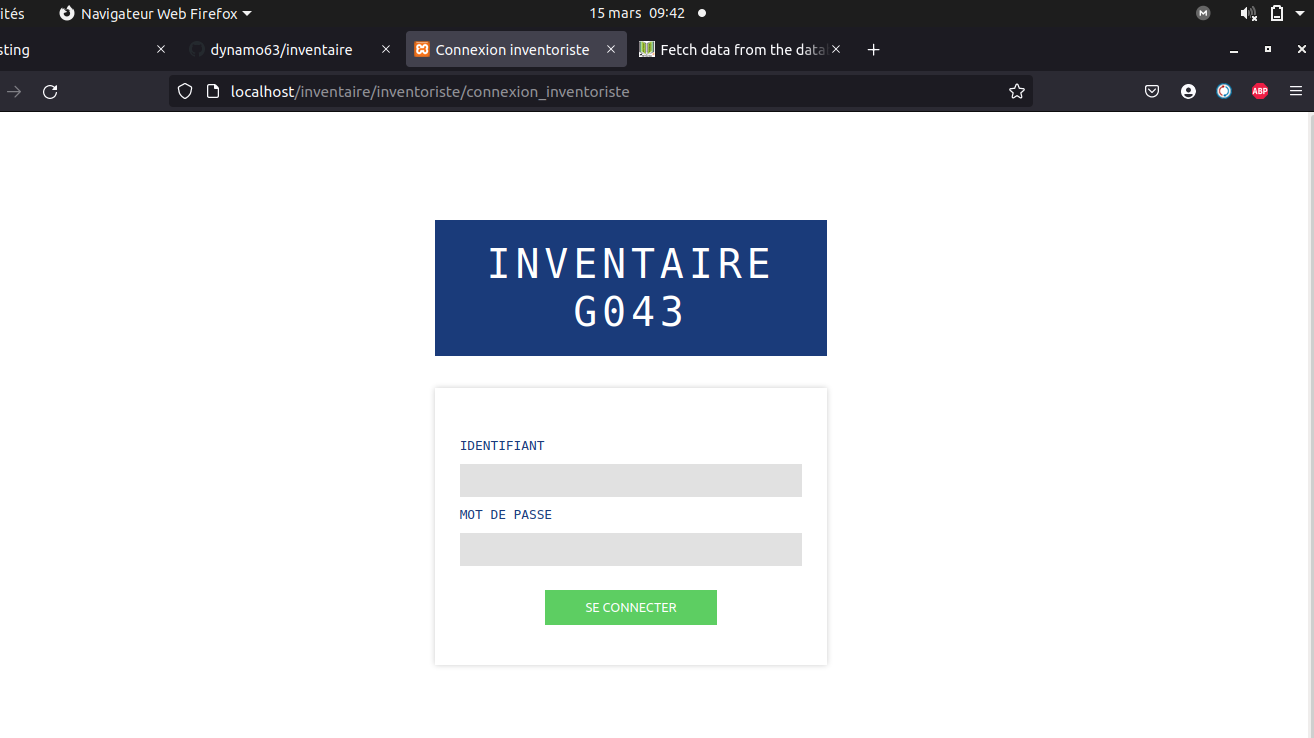 ités Navigateur Web Firefox 15 mars 09:42 M
sting dynamo63/inventaire Connexion inventoriste Fetch data from the data
localhost/inventaire/inventoriste/connexion_inventoriste ABP
INVENTAIRE
G043
IDENTIFIANT
MOT DE PASSE
SE CONNECTER